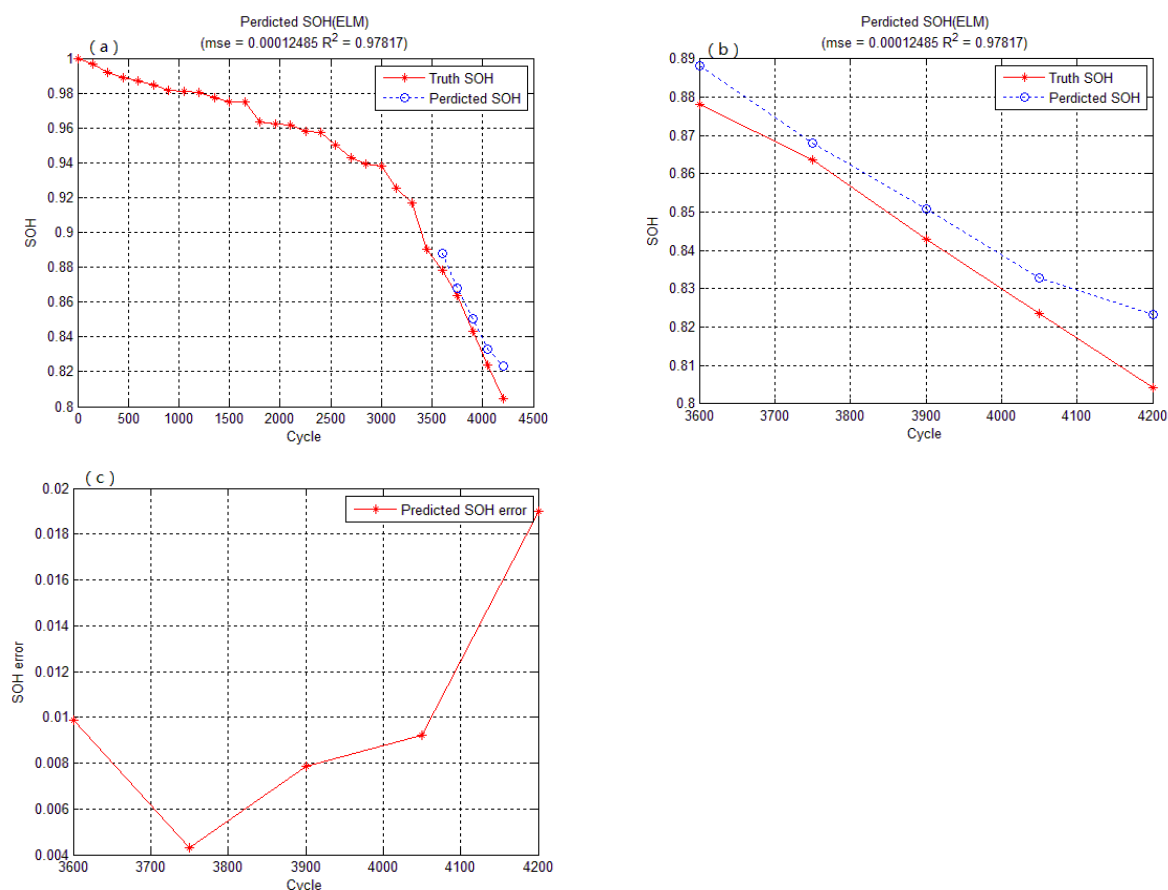 Perdicted SOH(ELM)
(mse = 0.00012485 R² = 0.97817)
( a )
Truth SOH
Perdicted SOH
1
0.98
0.96
0.94
0.92
0.9
0.88
0.86
0.84
0.82
0.8
SOH
0 500 1000 1500 2000 2500 3000 3500 4000 4500
Cycle
Perdicted SOH(ELM)
(mse = 0.00012485 R² = 0.97817)
( b )
Truth SOH
Perdicted SOH
0.89
0.88
0.87
0.86
0.85
0.84
0.83
0.82
0.81
0.8
SOH
3600 3700 3800 3900 4000 4100 4200
Cycle
( c )
Predicted SOH error
0.02
0.018
0.016
0.014
0.012
0.01
0.008
0.006
0.004
SOH error
3600 3700 3800 3900 4000 4100 4200
Cycle